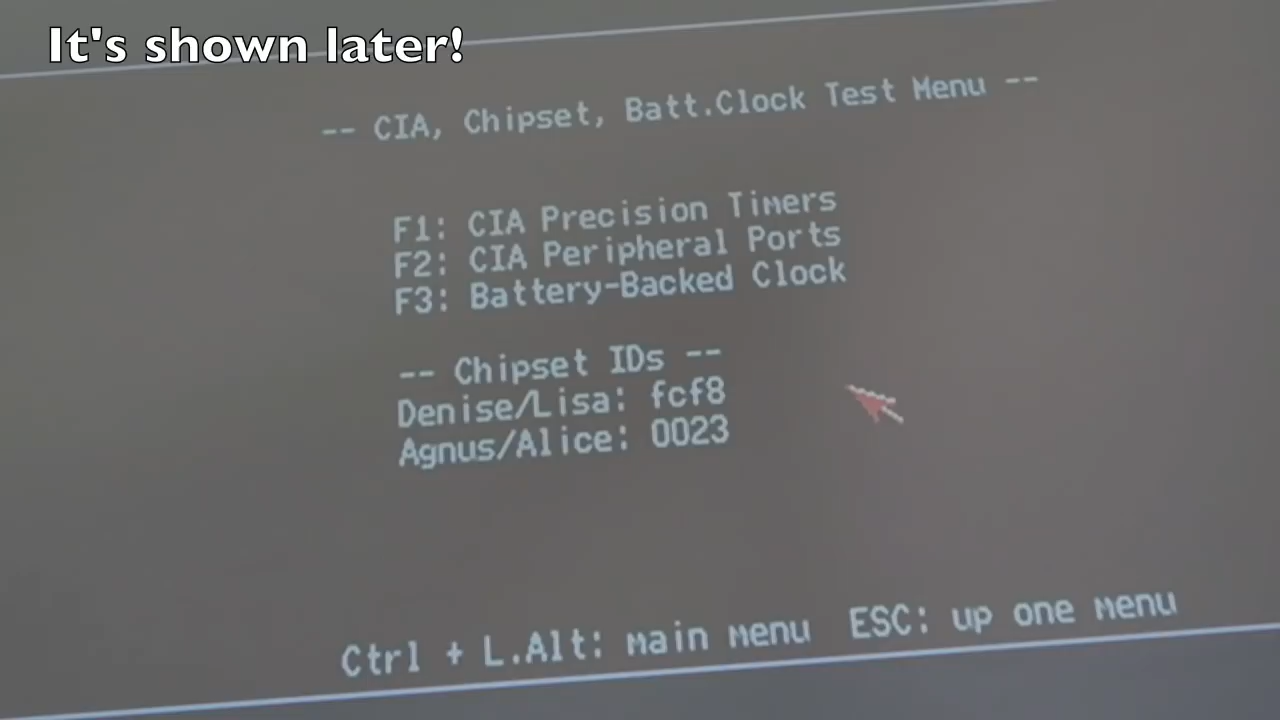 It's shown later!
-- CIA, Chipset, Batt.Clock Test Menu --
F1: CIA Precision Timers
F2: CIA Peripheral Ports
F3: Battery-Backed Clock
-- Chipset IDs --
Denise/Lisa: fcf8
Agnus/Alice: 0023
Ctrl + L.Alt: main menu ESC: up one menu